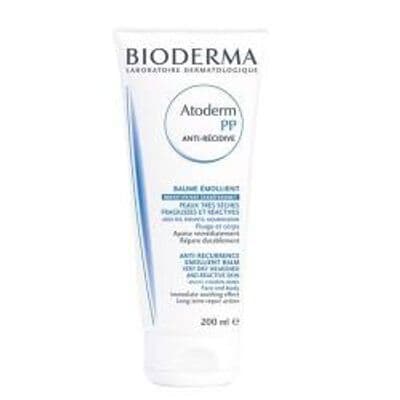 BIODERMA
LABORATOIRE DERMATOLOGIQUE
Atoderm
PP
ANTI-RÉCIDIVE
BAUME ÉMOLLIENT
PEAUX TRÈS SÈCHES
FRAGILISÉES ET RÉACTIVES
Visage et corps
Apaise immédiatement
Répare durablement
ANTI-RECURRENCE
EMOLLIENT BALM
VERY DRY WEAKENED
AND REACTIVE SKIN
Face and body
Immediate soothing effect
Long-term repair action
200 ml e